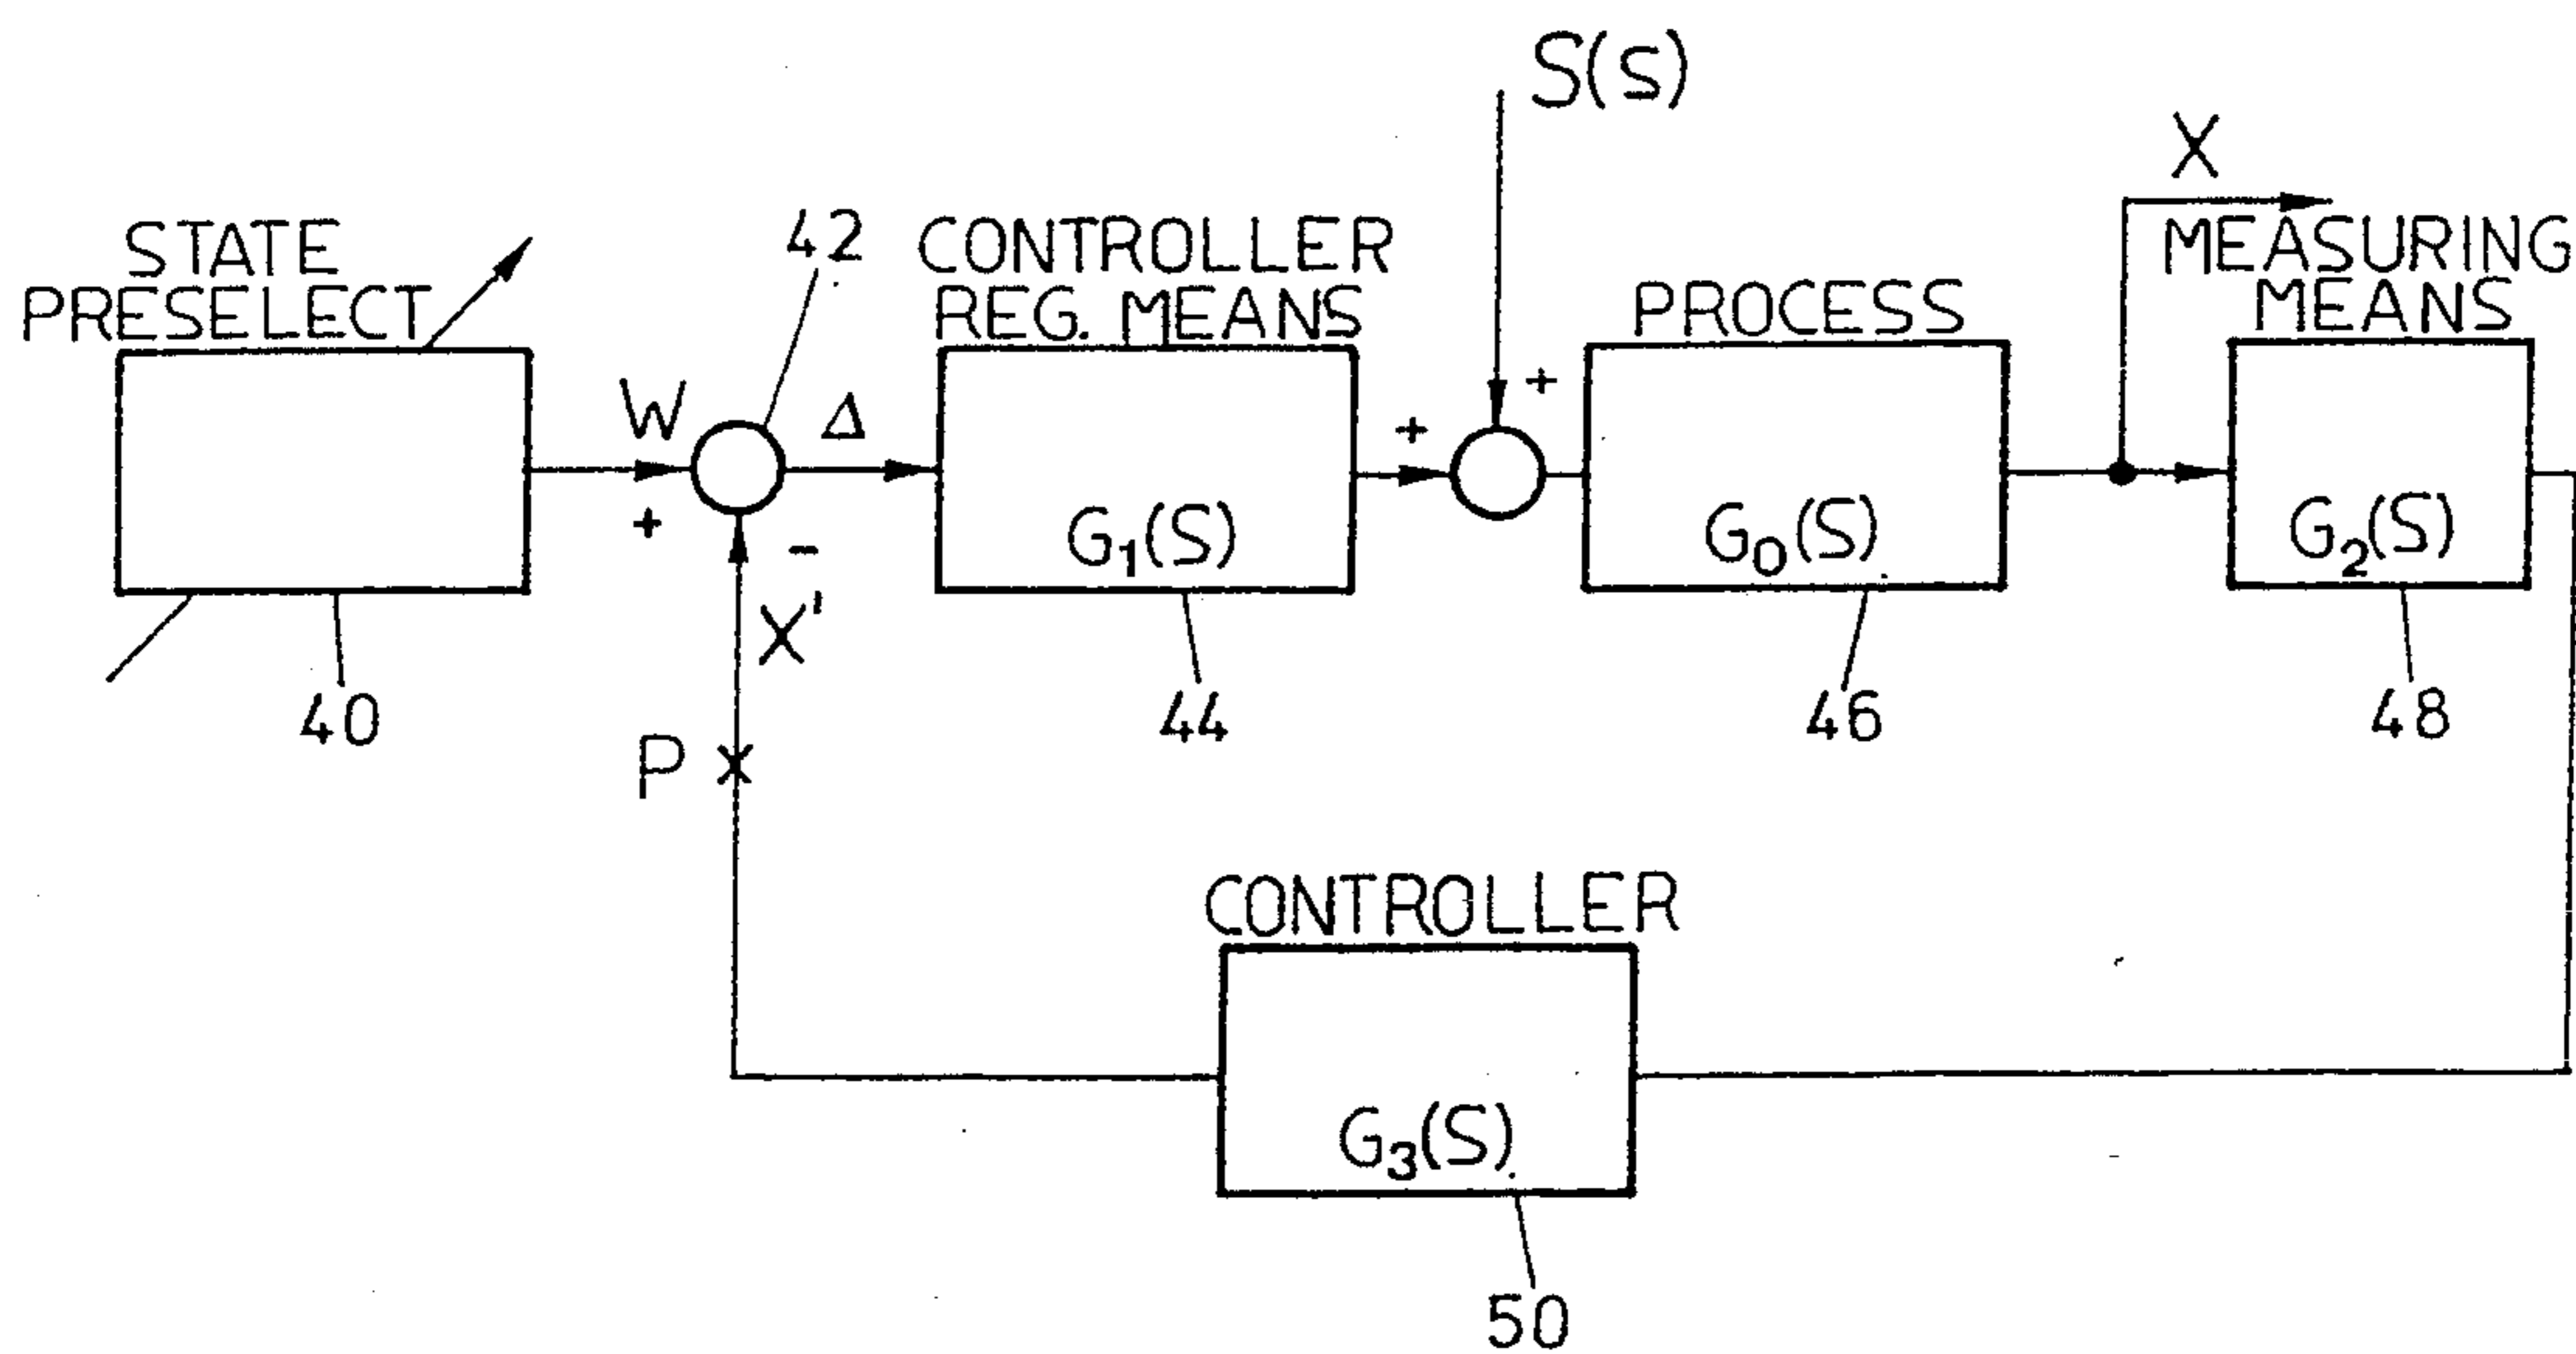 S(s)
X
STATE
PRESELECT
42
CONTROLLER
REG. MEANS
PROCESS
MEASURING
MEANS
W
+
-
Δ
+
+
G₁(S)
G₀(S)
G₂(S)
X'
40
44
46
48
P
CONTROLLER
G₃(S)
50